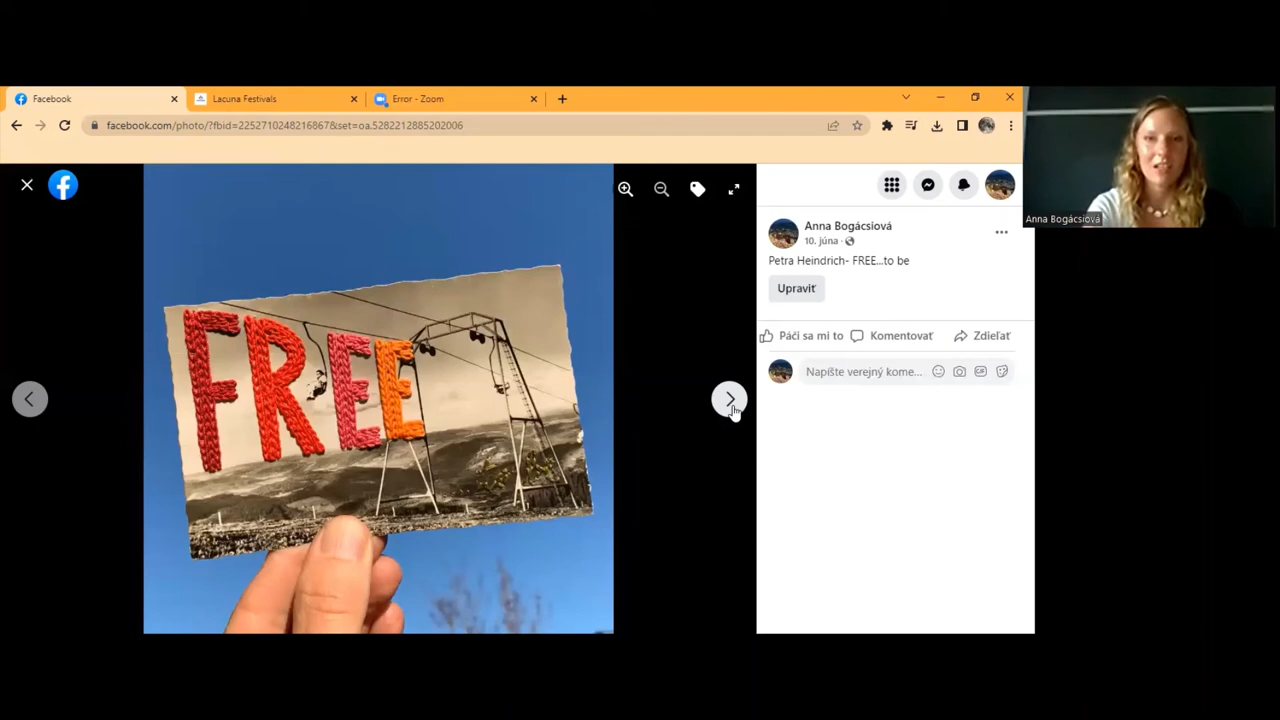 Facebook
Lacuna Festivals
Error - Zoom
facebook.com/photo/?fbid=2252710248216867&set=oa.5282212885202006
Anna Bogácsiová
Anna Bogácsiová
10. júna
Petra Heindrich- FREE...to be
Upraviť
Páči sa mi to
Komentovať
Zdieľať
Napíšte verejný kome...
GIF
FREE